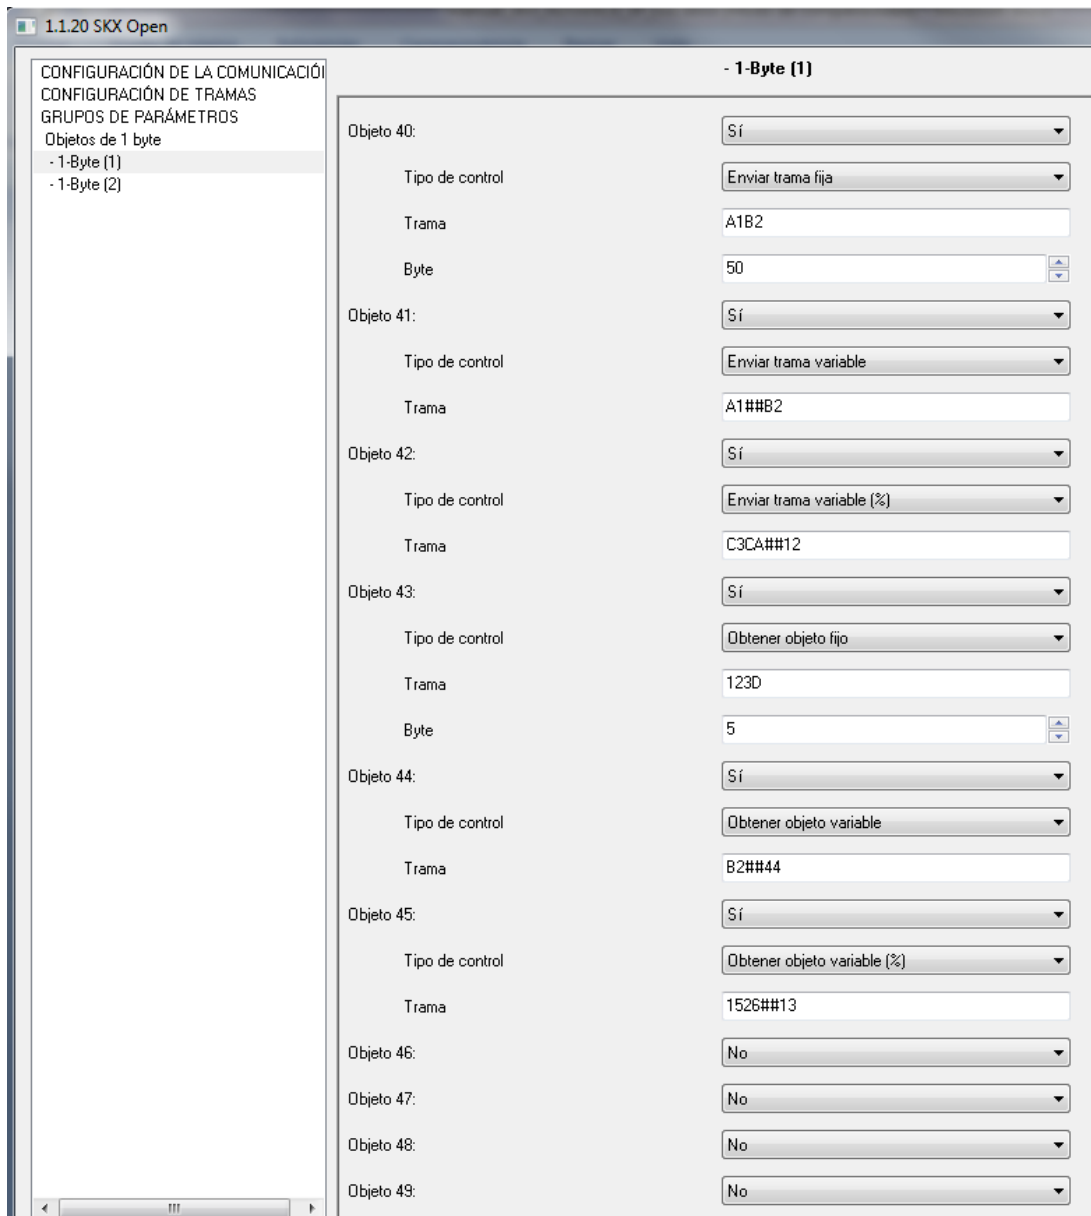 1.1.20 SKX Open
CONFIGURACIÓN DE LA COMUNICACIÓ
CONFIGURACIÓN DE TRAMAS
GRUPOS DE PARÁMETROS
Objetos de 1 byte
- 1-Byte (1)
- 1-Byte (2)
- 1-Byte (1)
Objeto 40: Sí
Tipo de control Enviar trama fija
Trama A1B2
Byte 50
Objeto 41: Sí
Tipo de control Enviar trama variable
Trama A1##B2
Objeto 42: Sí
Tipo de control Enviar trama variable (%)
Trama C3CA##12
Objeto 43: Sí
Tipo de control Obtener objeto fijo
Trama 123D
Byte 5
Objeto 44: Sí
Tipo de control Obtener objeto variable
Trama B2##44
Objeto 45: Sí
Tipo de control Obtener objeto variable (%)
Trama 1526##13
Objeto 46: No
Objeto 47: No
Objeto 48: No
Objeto 49: No